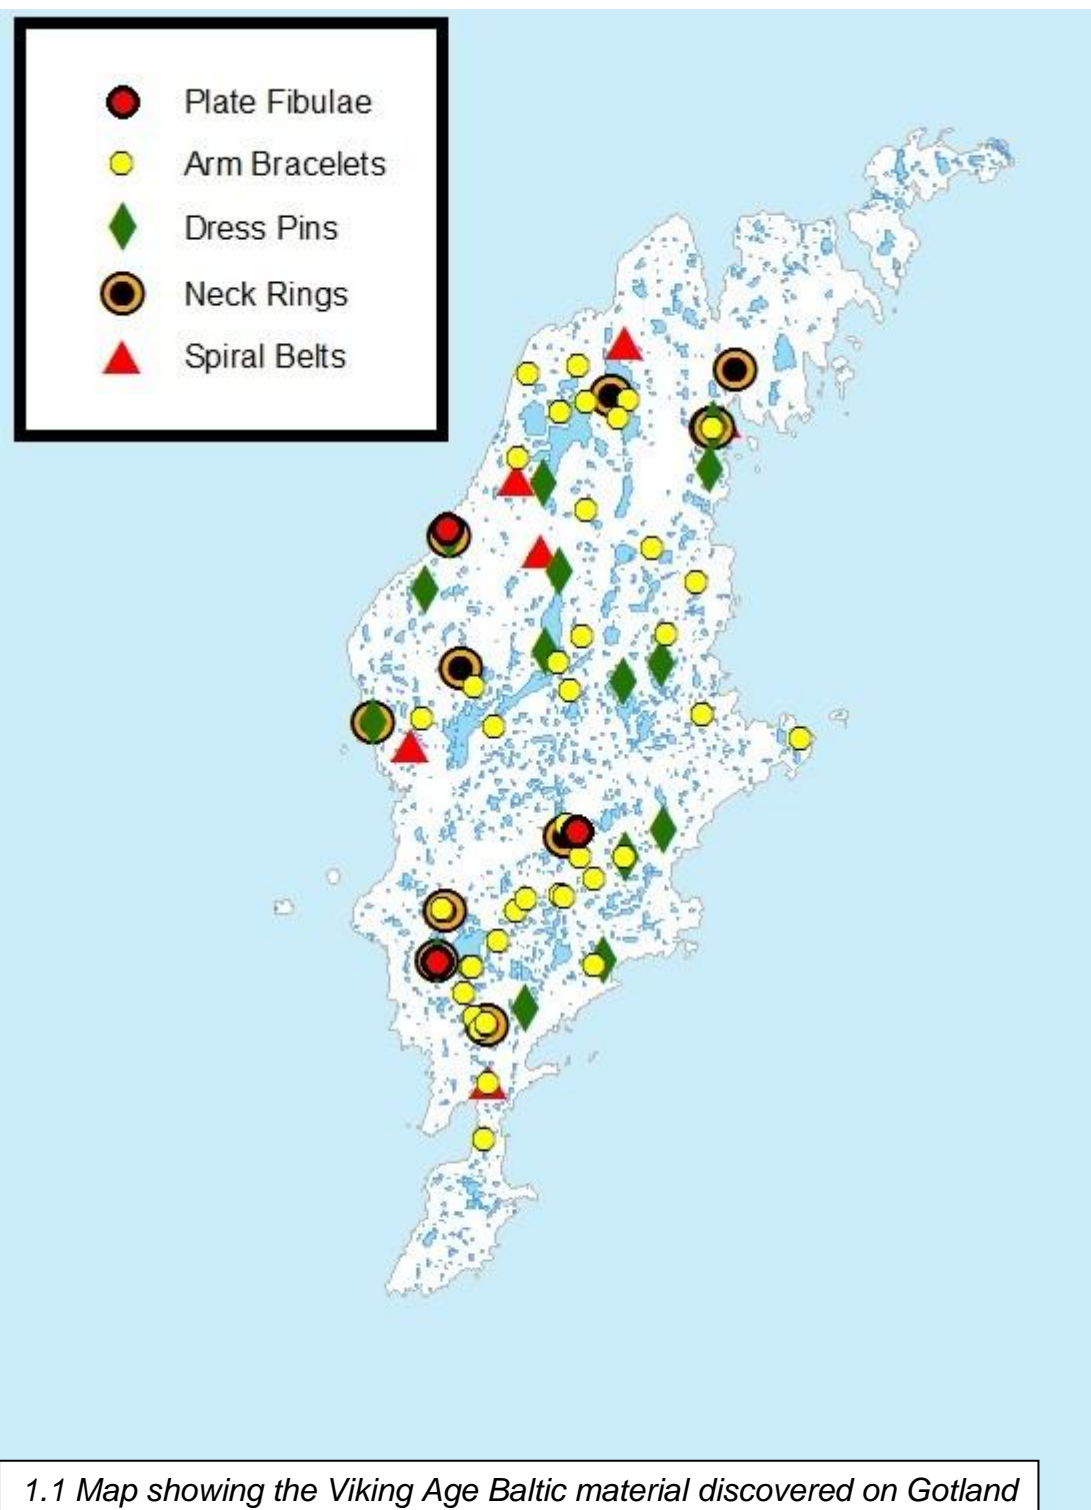 Plate Fibulae
Arm Bracelets
Dress Pins
Neck Rings
Spiral Belts
1.1 Map showing the Viking Age Baltic material discovered on Gotland